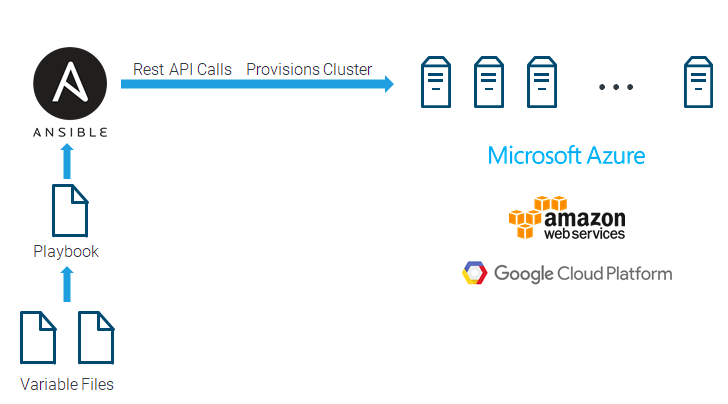 Rest API Calls Provisions Cluster
ANSIBLE
Microsoft Azure
Playbook
amazon
web services
Google Cloud Platform
Variable Files